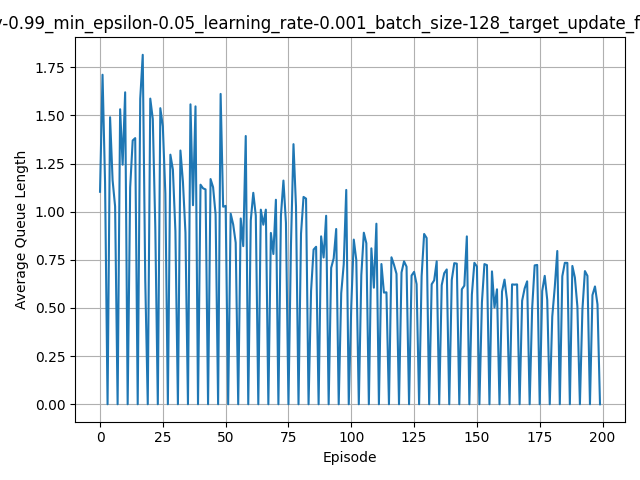 y-0.99_min_epsilon-0.05_learning_rate-0.001_batch_size-128_target_update_f
Average Queue Length
1.75
1.50
1.25
1.00
0.75
0.50
0.25
0.00
0 25 50 75 100 125 150 175 200
Episode